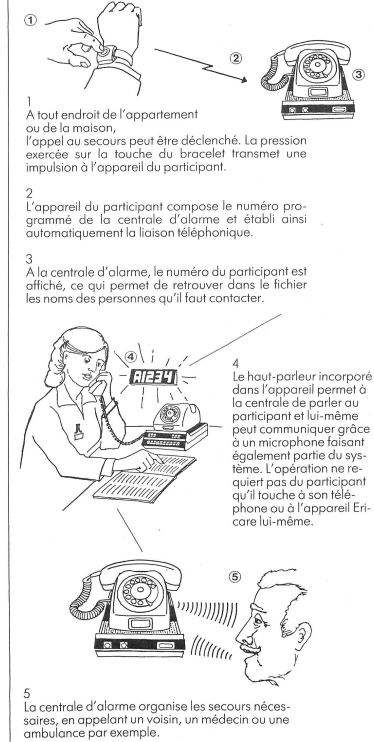 ① ② ③
1
A tout endroit de l'appartement
ou de la maison,
l'appel au secours peut être déclenché. La pression
exercée sur la touche du bracelet transmet une
impulsion à l'appareil du participant.
2
L'appareil du participant compose le numéro pro-
grammé de la centrale d'alarme et établi ainsi
automatiquement la liaison téléphonique.
3
A la centrale d'alarme, le numéro du participant est
affiché, ce qui permet de retrouver dans le fichier
les noms des personnes qu'il faut contacter.
④
A1234
4
Le haut-parleur incorporé
dans l'appareil permet à
la centrale de parler au
participant et lui-même
peut communiquer grâce
à un microphone faisant
également partie du sys-
tème. L'opération ne re-
quiert pas du participant
qu'il touche à son télé-
phone ou à l'appareil Eri-
care lui-même.
⑤
5
La centrale d'alarme organise les secours néces-
saires, en appelant un voisin, un médecin ou une
ambulance par exemple.